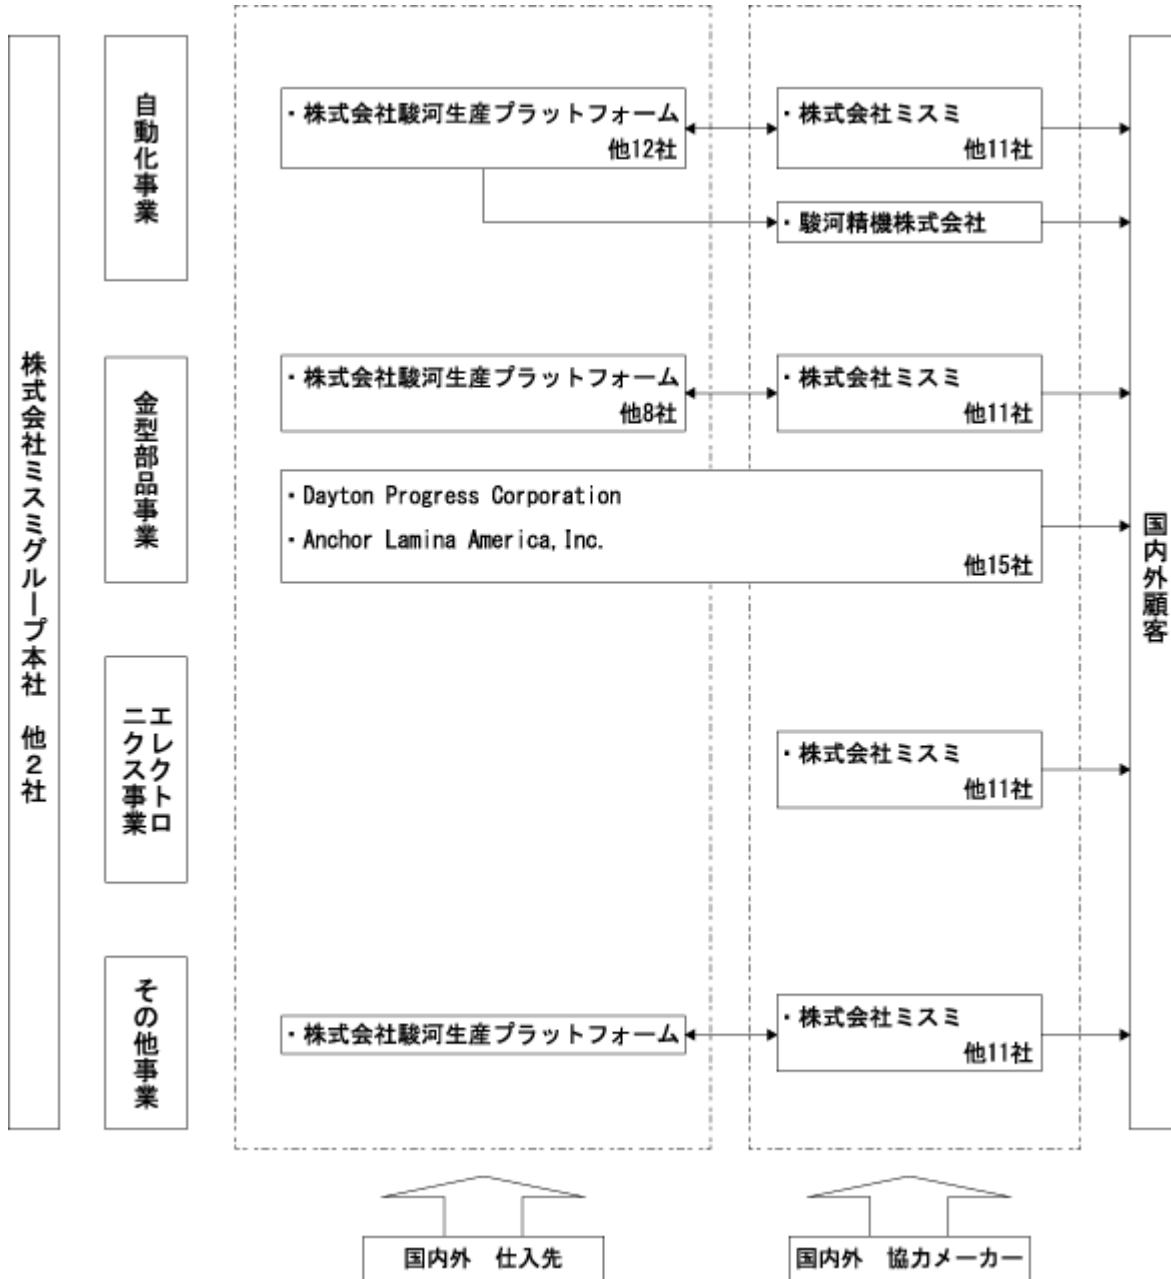 株式会社ミスミグループ本社　他2社
自動化事業
・株式会社駿河生産プラットフォーム
他12社
・株式会社ミスミ
他11社
・駿河精機株式会社
金型部品事業
・株式会社駿河生産プラットフォーム
他8社
・株式会社ミスミ
他11社
・Dayton Progress Corporation
・Anchor Lamina America,Inc.
他15社
エレクトロ
ニクス事業
・株式会社ミスミ
他11社
その他事業
・株式会社駿河生産プラットフォーム
・株式会社ミスミ
他11社
国内外顧客
国内外　仕入先
国内外　協力メーカー